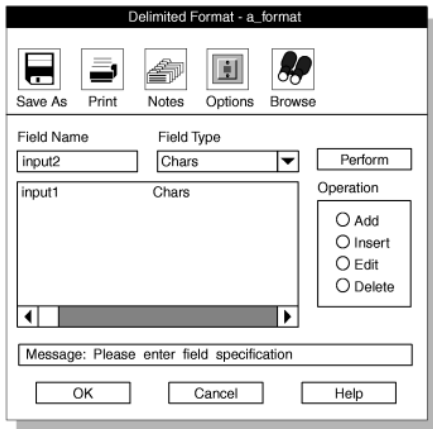 Delimited Format - a_format
Save As Print Notes Options Browse
Field Name Field Type
input2 Chars Perform
input1 Chars Operation
Add
Insert
Edit
Delete
Message: Please enter field specification
OK Cancel Help